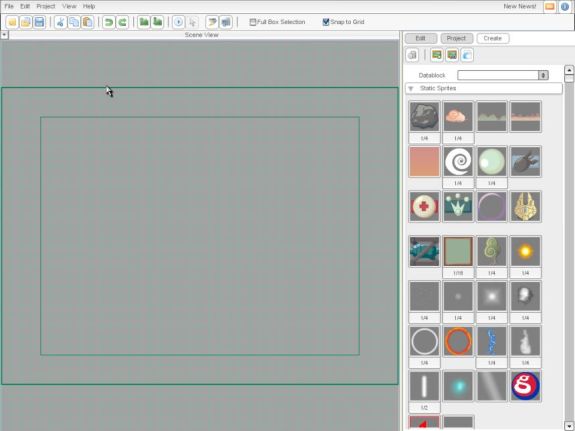 File Edit Project View Help New News!
Full Box Selection Snap to Grid
Scene View
Edit Project Create
Datablock
Static Sprites
1/4 1/4
1/4 1/4
1/16 1/4 1/4
1/4 1/4 1/4 1/4
1/4 1/4 1/4
1/2